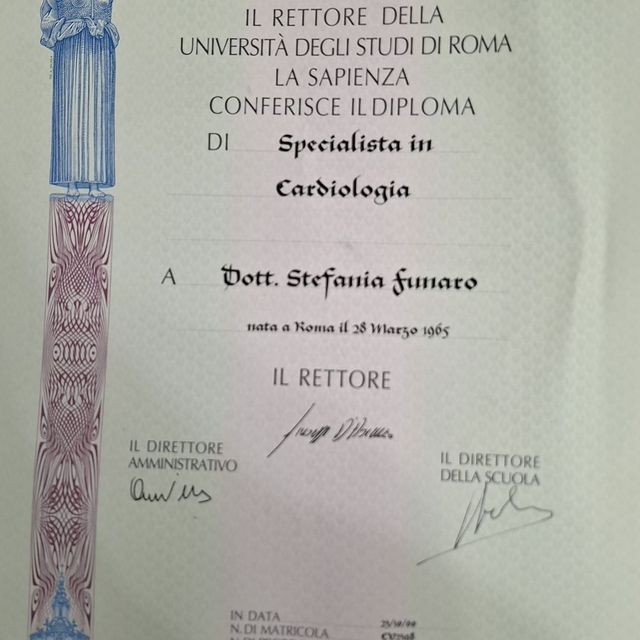 IL RETTORE DELLA
UNIVERSITÀ DEGLI STUDI DI ROMA
LA SAPIENZA
CONFERISCE IL DIPLOMA
DI Specialista in
Cardiologia
A Dott. Stefania Funaro
nata a Roma il 28 Marzo 1965
IL RETTORE
IL DIRETTORE
AMMINISTRATIVO
IL DIRETTORE
DELLA SCUOLA
IN DATA
N. DI MATRICOLA